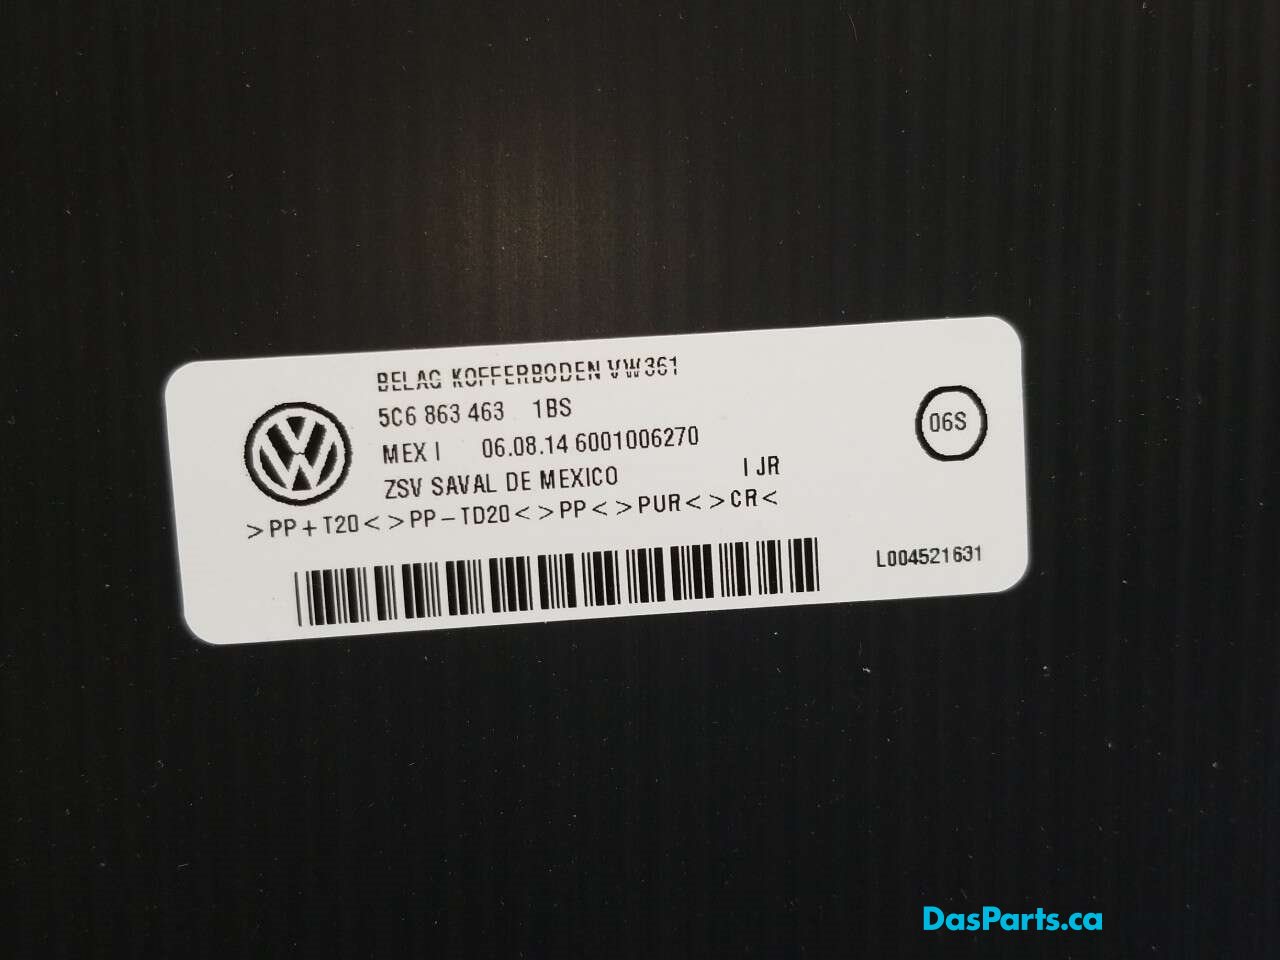 BELAG KOFFERBODEN VW361
5C6 863 463 1BS
MEX I 06.08.14 6001006270
ZSV SAVAL DE MEXICO I JR
>PP+T20<>PP-TD20<>PP<>PUR<>CR<
06S
L004521631
DasParts.ca